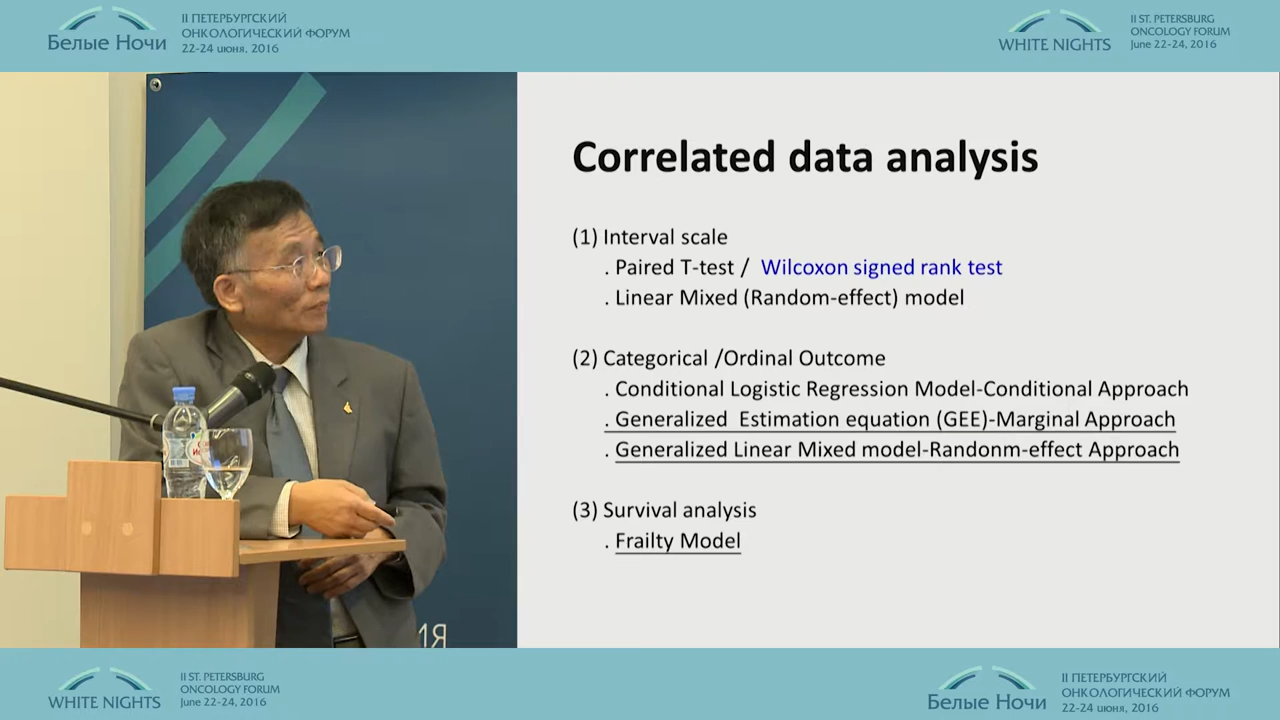 Белые Ночи
II ПЕТЕРБУРГСКИЙ
ОНКОЛОГИЧЕСКИЙ ФОРУМ
22-24 июня, 2016
WHITE NIGHTS
II ST. PETERSBURG
ONCOLOGY FORUM
June 22-24, 2016
Correlated data analysis
(1) Interval scale
. Paired T-test / Wilcoxon signed rank test
. Linear Mixed (Random-effect) model
(2) Categorical /Ordinal Outcome
. Conditional Logistic Regression Model-Conditional Approach
. Generalized Estimation equation (GEE)-Marginal Approach
. Generalized Linear Mixed model-Randonm-effect Approach
(3) Survival analysis
. Frailty Model
ИЯ
WHITE NIGHTS
II ST. PETERSBURG
ONCOLOGY FORUM
June 22-24, 2016
Белые Ночи
II ПЕТЕРБУРГСКИЙ
ОНКОЛОГИЧЕСКИЙ ФОРУМ
22-24 июня, 2016